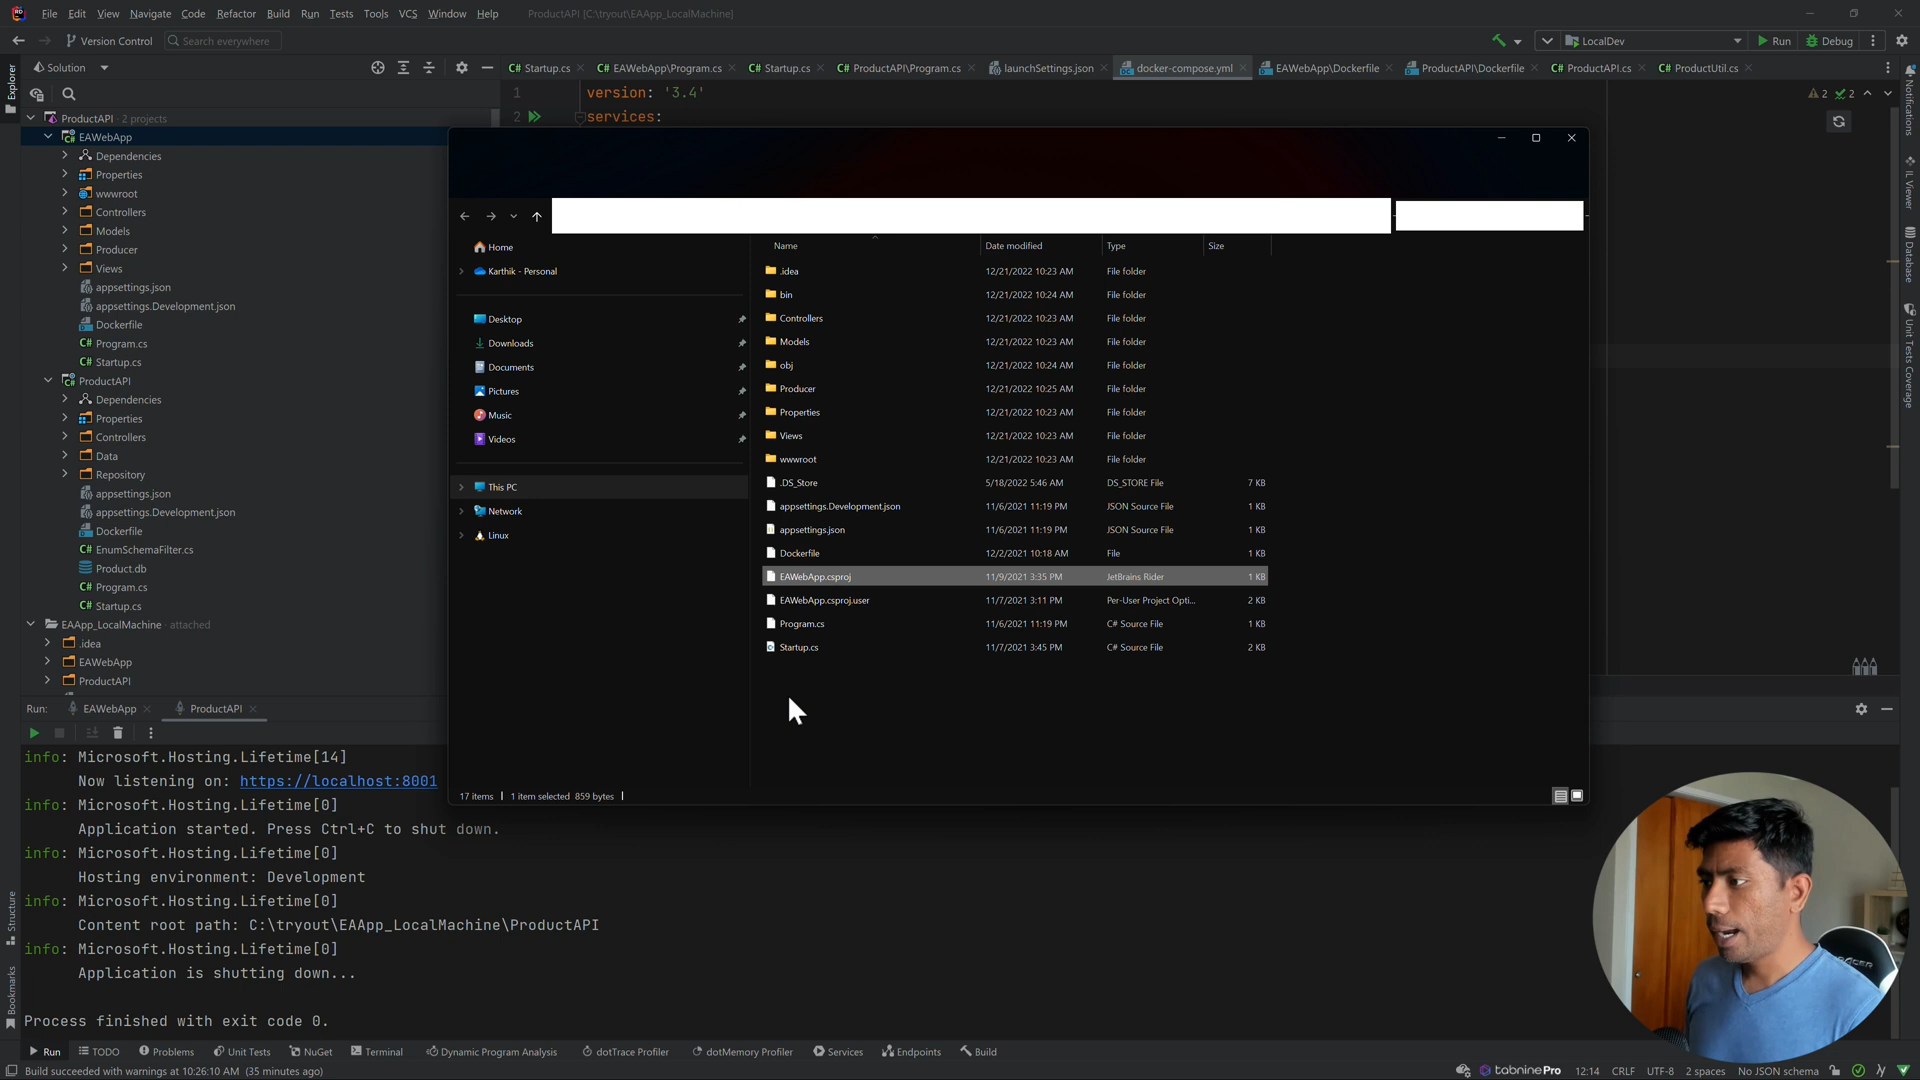 File Edit View Navigate Code Refactor Build Run Tests Tools VCS Window Help ProductAPI [C:\tryout\EAApp_LocalMachine]
Version Control Search everywhere LocalDev Run Debug
Explorer
Solution
Startup.cs EAWebApp\Program.cs Startup.cs ProductAPI\Program.cs launchSettings.json docker-compose.yml EAWebApp\Dockerfile ProductAPI\Dockerfile ProductAPI.cs ProductUtil.cs
1 version: '3.4'
2 services:
2 2
ProductAPI · 2 projects
EAWebApp
Dependencies
Properties
wwwroot
Controllers
Models
Producer
Views
appsettings.json
appsettings.Development.json
Dockerfile
Program.cs
Startup.cs
ProductAPI
Dependencies
Properties
Controllers
Data
Repository
appsettings.json
appsettings.Development.json
Dockerfile
EnumSchemaFilter.cs
Product.db
Program.cs
Startup.cs
EAApp_LocalMachine · attached
.idea
EAWebApp
ProductAPI
Home
Karthik - Personal
Desktop
Downloads
Documents
Pictures
Music
Videos
This PC
Network
Linux
Name Date modified Type Size
.idea 12/21/2022 10:23 AM File folder
bin 12/21/2022 10:24 AM File folder
Controllers 12/21/2022 10:23 AM File folder
Models 12/21/2022 10:23 AM File folder
obj 12/21/2022 10:24 AM File folder
Producer 12/21/2022 10:25 AM File folder
Properties 12/21/2022 10:23 AM File folder
Views 12/21/2022 10:23 AM File folder
wwwroot 12/21/2022 10:23 AM File folder
.DS_Store 5/18/2022 5:46 AM DS_STORE File 7 KB
appsettings.Development.json 11/6/2021 11:19 PM JSON Source File 1 KB
appsettings.json 11/6/2021 11:19 PM JSON Source File 1 KB
Dockerfile 12/2/2021 10:18 AM File 1 KB
EAWebApp.csproj 11/9/2021 3:35 PM JetBrains Rider 1 KB
EAWebApp.csproj.user 11/7/2021 3:11 PM Per-User Project Opti... 2 KB
Program.cs 11/6/2021 11:19 PM C# Source File 1 KB
Startup.cs 11/7/2021 3:45 PM C# Source File 2 KB
17 items 1 item selected 859 bytes
Notifications
IL Viewer
Database
Unit Tests Coverage
Run: EAWebApp ProductAPI
info: Microsoft.Hosting.Lifetime[14]
Now listening on: https://localhost:8001
info: Microsoft.Hosting.Lifetime[0]
Application started. Press Ctrl+C to shut down.
info: Microsoft.Hosting.Lifetime[0]
Hosting environment: Development
info: Microsoft.Hosting.Lifetime[0]
Content root path: C:\tryout\EAApp_LocalMachine\ProductAPI
info: Microsoft.Hosting.Lifetime[0]
Application is shutting down...
Process finished with exit code 0.
Structure
Bookmarks
Run TODO Problems Unit Tests NuGet Terminal Dynamic Program Analysis dotTrace Profiler dotMemory Profiler Services Endpoints Build
Build succeeded with warnings at 10:26:10 AM (35 minutes ago) tabnine Pro 12:14 CRLF UTF-8 2 spaces No JSON schema